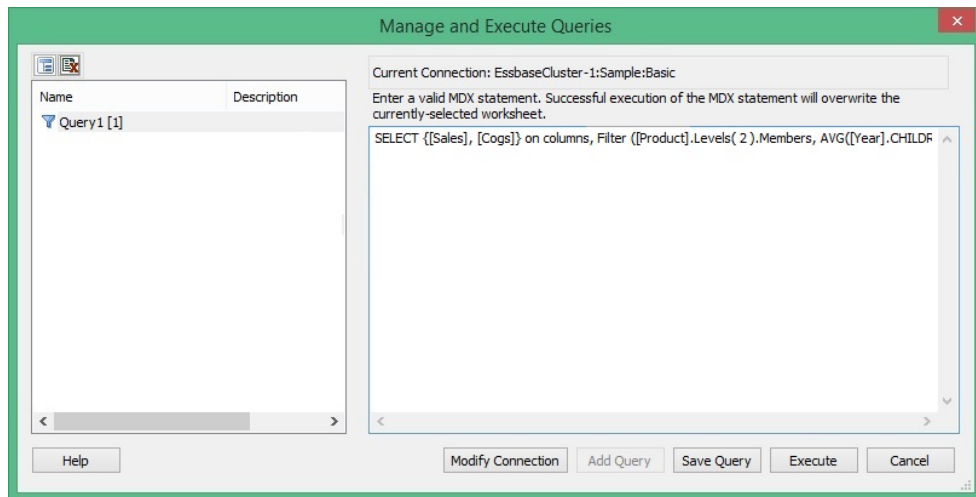 Manage and Execute Queries
Name Description
Query1 [1]
Current Connection: EssbaseCluster-1:Sample:Basic
Enter a valid MDX statement. Successful execution of the MDX statement will overwrite the
currently-selected worksheet.
SELECT {[Sales], [Cogs]} on columns, Filter ([Product].Levels( 2 ).Members, AVG([Year].CHILDR
Help Modify Connection Add Query Save Query Execute Cancel